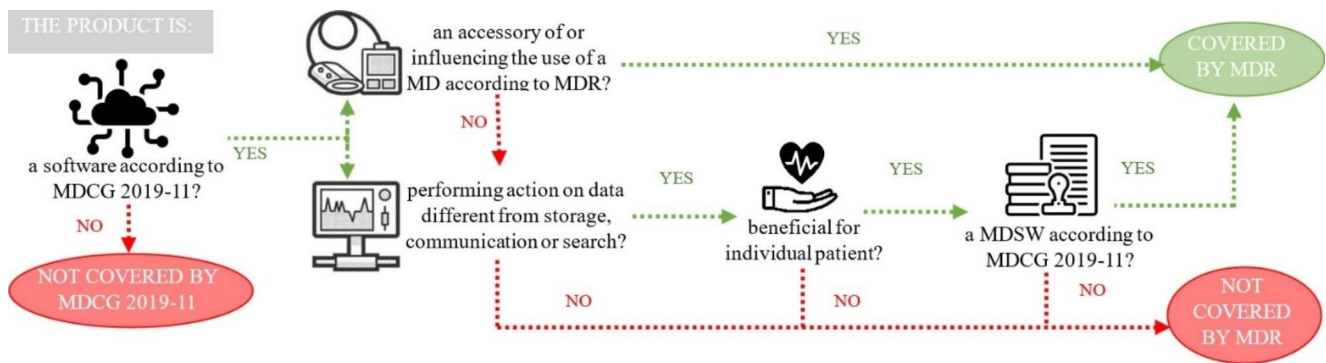 THE PRODUCT IS:
a software according to
MDCG 2019-11?
NO
NOT COVERED BY
MDCG 2019-11
YES
an accessory of or
influencing the use of a
MD according to MDR?
YES
COVERED
BY MDR
NO
performing action on data
different from storage,
communication or search?
YES
beneficial for
individual patient?
YES
a MDSW according to
MDCG 2019-11?
YES
NO
NO
NO
NOT
COVERED
BY MDR